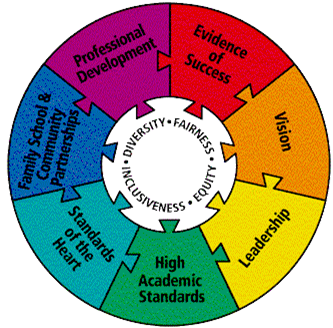 Professional
Development
Evidence
of
Success
Vision
Leadership
High
Academic
Standards
Standards
of the
Heart
Family School &
Community
Partnerships
DIVERSITY • FAIRNESS •
EQUITY •
INCLUSIVENESS •